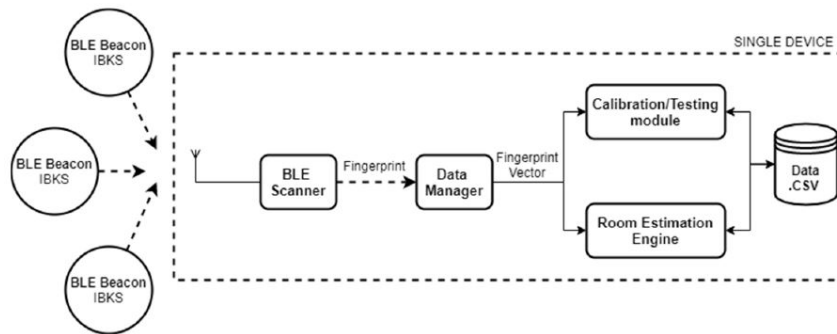 BLE Beacon
IBKS
SINGLE DEVICE
BLE Beacon
IBKS
BLE Beacon
IBKS
BLE
Scanner
Fingerprint
Data
Manager
Fingerprint
Vector
Calibration/Testing
module
Room Estimation
Engine
Data
.CSV